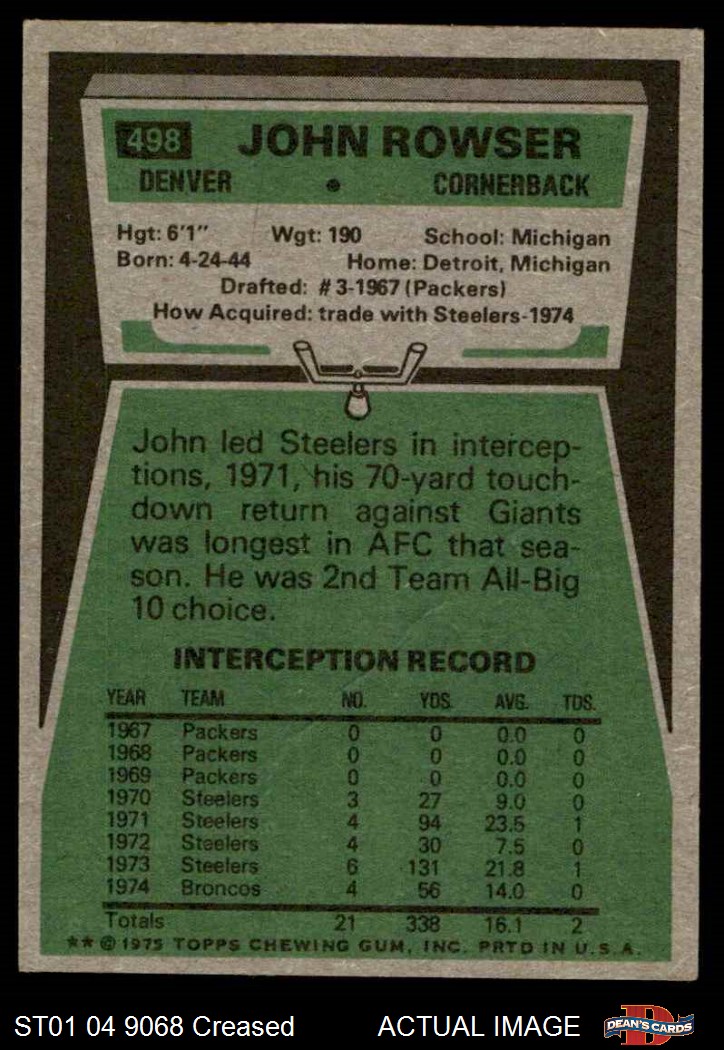 498 JOHN ROWSER
DENVER • CORNERBACK
Hgt: 6'1" Wgt: 190 School: Michigan
Born: 4-24-44 Home: Detroit, Michigan
Drafted: #3-1967 (Packers)
How Acquired: trade with Steelers-1974
John led Steelers in intercep-
tions, 1971, his 70-yard touch-
down return against Giants
was longest in AFC that sea-
son. He was 2nd Team All-Big
10 choice.
INTERCEPTION RECORD
YEAR TEAM NO. YDS. AVG. TDS.
1967 Packers 0 0 0.0 0
1968 Packers 0 0 0.0 0
1969 Packers 0 0 0.0 0
1970 Steelers 3 27 9.0 0
1971 Steelers 4 94 23.5 1
1972 Steelers 4 30 7.5 0
1973 Steelers 6 131 21.8 1
1974 Broncos 4 56 14.0 0
Totals 21 338 16.1 2
** © 1975 TOPPS CHEWING GUM, INC. PRTD IN U.S.A.
ST01 04 9068 Creased ACTUAL IMAGE
D
DEAN'S CARDS